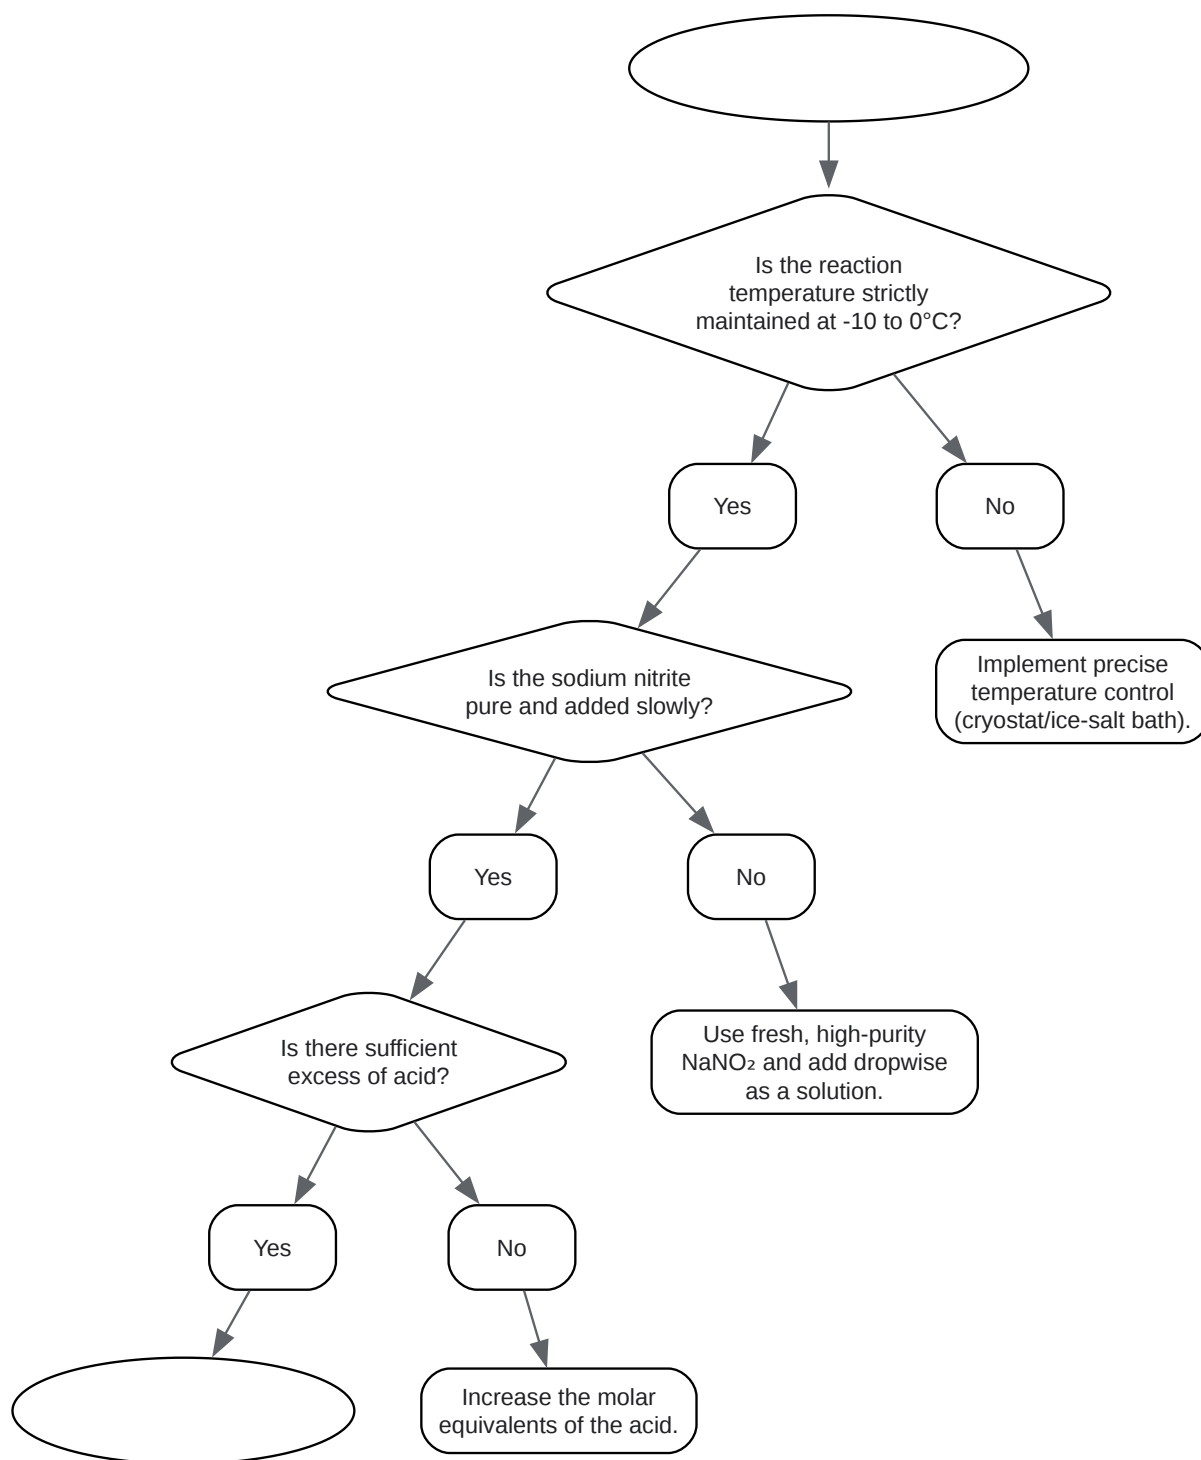 Is the reaction
temperature strictly
maintained at -10 to 0°C?
Yes
No
Is the sodium nitrite
pure and added slowly?
Implement precise
temperature control
(cryostat/ice-salt bath).
Yes
No
Is there sufficient
excess of acid?
Use fresh, high-purity
NaNO₂ and add dropwise
as a solution.
Yes
No
Increase the molar
equivalents of the acid.